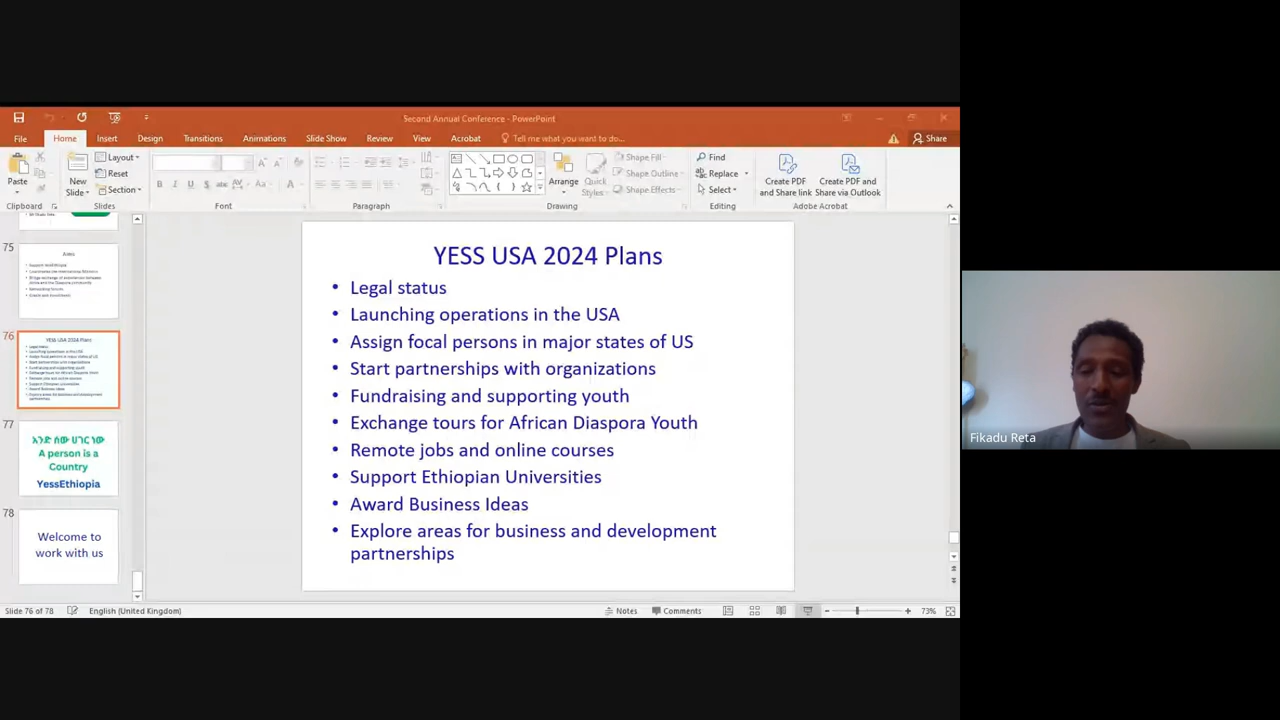 Second Annual Conference - PowerPoint
File Home Insert Design Transitions Animations Slide Show Review View Acrobat Tell me what you want to do... Share
Paste
New
Slide
Layout
Reset
Section
Arrange
Quick
Styles
Shape Fill
Shape Outline
Shape Effects
Find
Replace
Select
Create PDF
and Share link
Create PDF and
Share via Outlook
Clipboard Slides Font Paragraph Drawing Editing Adobe Acrobat
75
Aims
76
YESS USA 2024 Plans
77
አንድ ሰው ሀገር ነው
A person is a
Country
YessEthiopia
78
Welcome to
work with us
YESS USA 2024 Plans
• Legal status
• Launching operations in the USA
• Assign focal persons in major states of US
• Start partnerships with organizations
• Fundraising and supporting youth
• Exchange tours for African Diaspora Youth
• Remote jobs and online courses
• Support Ethiopian Universities
• Award Business Ideas
• Explore areas for business and development
partnerships
Fikadu Reta
Slide 76 of 78 English (United Kingdom) Notes Comments 73%